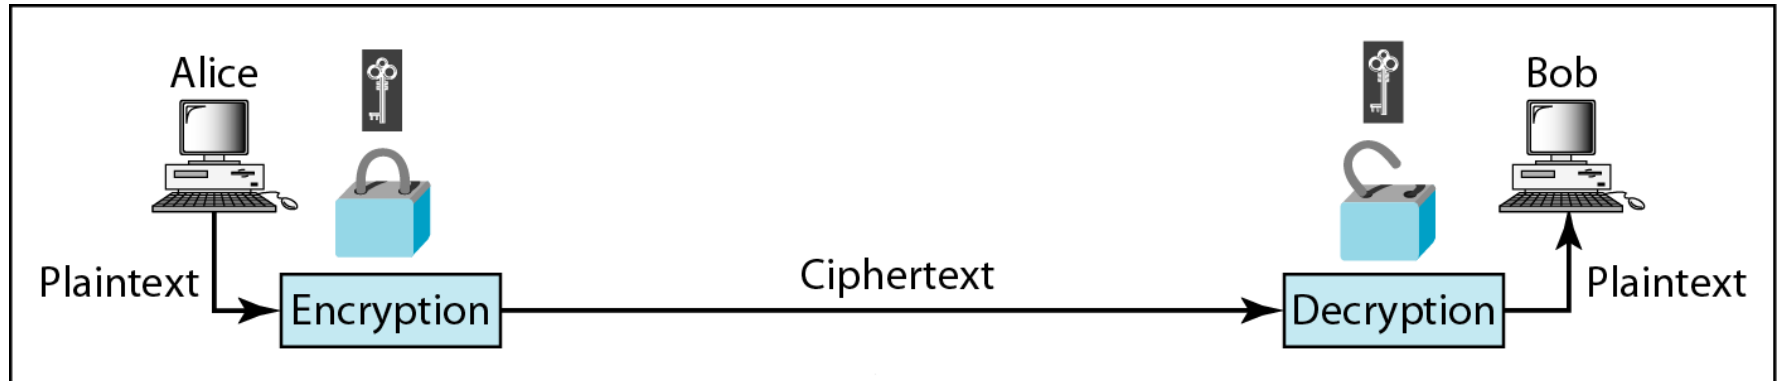 Alice
Bob
Plaintext
Ciphertext
Plaintext
Encryption
Decryption